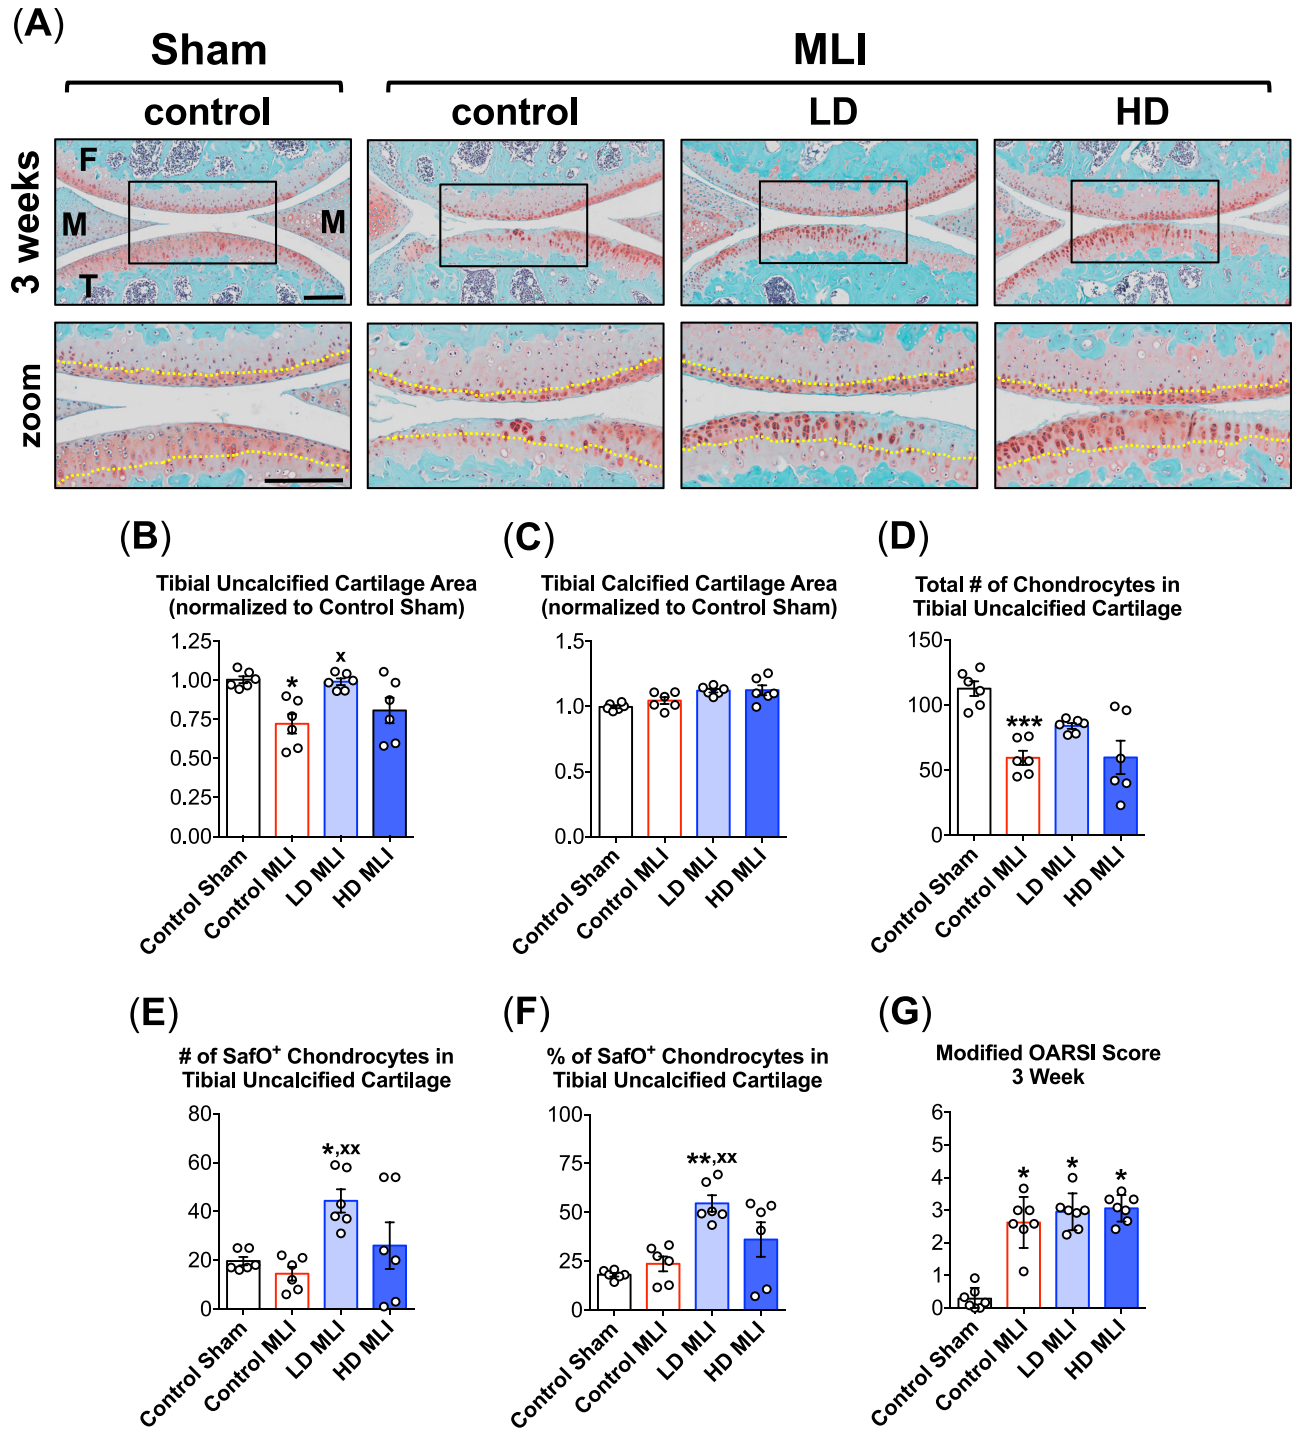 (A)
Sham
MLI
control
control
LD
HD
3 weeks
F
M
M
T
zoom
(B)
Tibial Uncalcified Cartilage Area
(normalized to Control Sham)
1.25
1.00
0.75
0.50
0.25
0.00
*
x
Control Sham
Control MLI
LD MLI
HD MLI
(C)
Tibial Calcified Cartilage Area
(normalized to Control Sham)
1.5
1.0
0.5
0.0
Control Sham
Control MLI
LD MLI
HD MLI
(D)
Total # of Chondrocytes in
Tibial Uncalcified Cartilage
150
100
50
0
***
Control Sham
Control MLI
LD MLI
HD MLI
(E)
# of SafO⁺ Chondrocytes in
Tibial Uncalcified Cartilage
80
60
40
20
0
*,xx
Control Sham
Control MLI
LD MLI
HD MLI
(F)
% of SafO⁺ Chondrocytes in
Tibial Uncalcified Cartilage
100
75
50
25
0
**,xx
Control Sham
Control MLI
LD MLI
HD MLI
(G)
Modified OARSI Score
3 Week
6
5
4
3
2
1
0
*
*
*
Control Sham
Control MLI
LD MLI
HD MLI